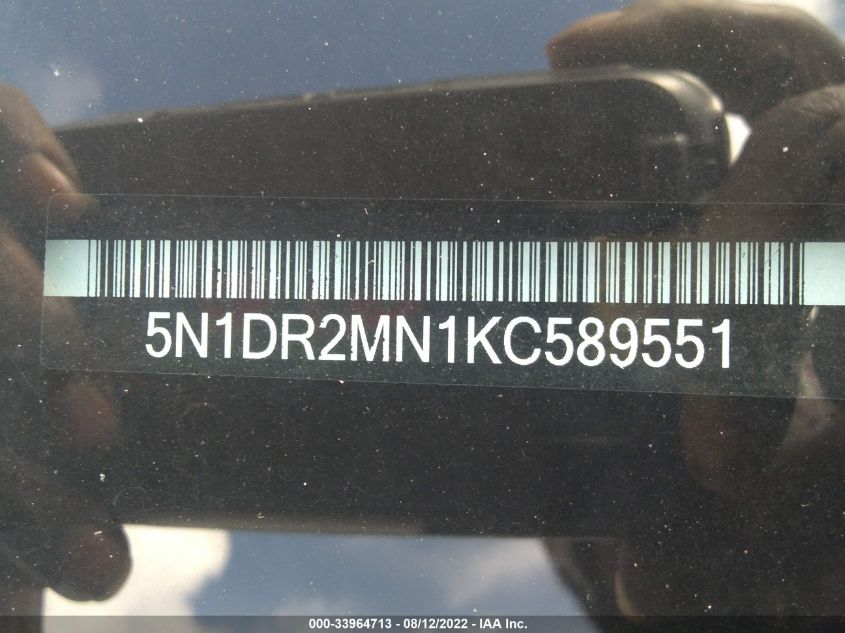 5N1DR2MN1KC589551
000-33964713 - 08/12/2022 - IAA Inc.